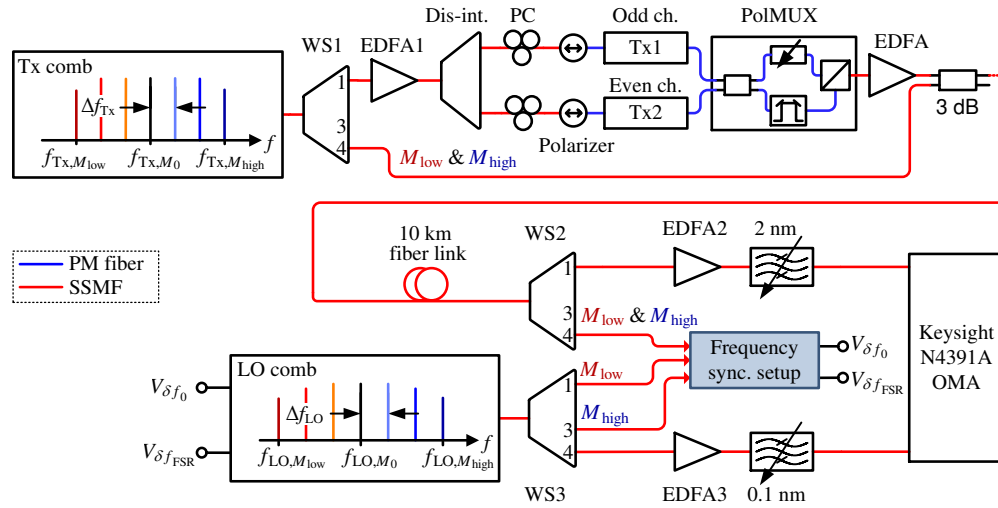 Dis-int.
PC
Odd ch.
PolMUX
WS1
EDFA1
EDFA
Tx comb
Tx1
1
Δf_Tx
Even ch.
3
Tx2
3 dB
f
4
Polarizer
f_Tx,M_low f_Tx,M_0 f_Tx,M_high
M_low & M_high
10 km
fiber link
WS2
EDFA2
2 nm
PM fiber
SSMF
1
3
M_low & M_high
4
Keysight
N4391A
OMA
Frequency
sync. setup
V_δf_0
V_δf_FSR
LO comb
M_low
1
V_δf_0
Δf_LO
M_high
3
f
4
V_δf_FSR
f_LO,M_low f_LO,M_0 f_LO,M_high
WS3
EDFA3
0.1 nm